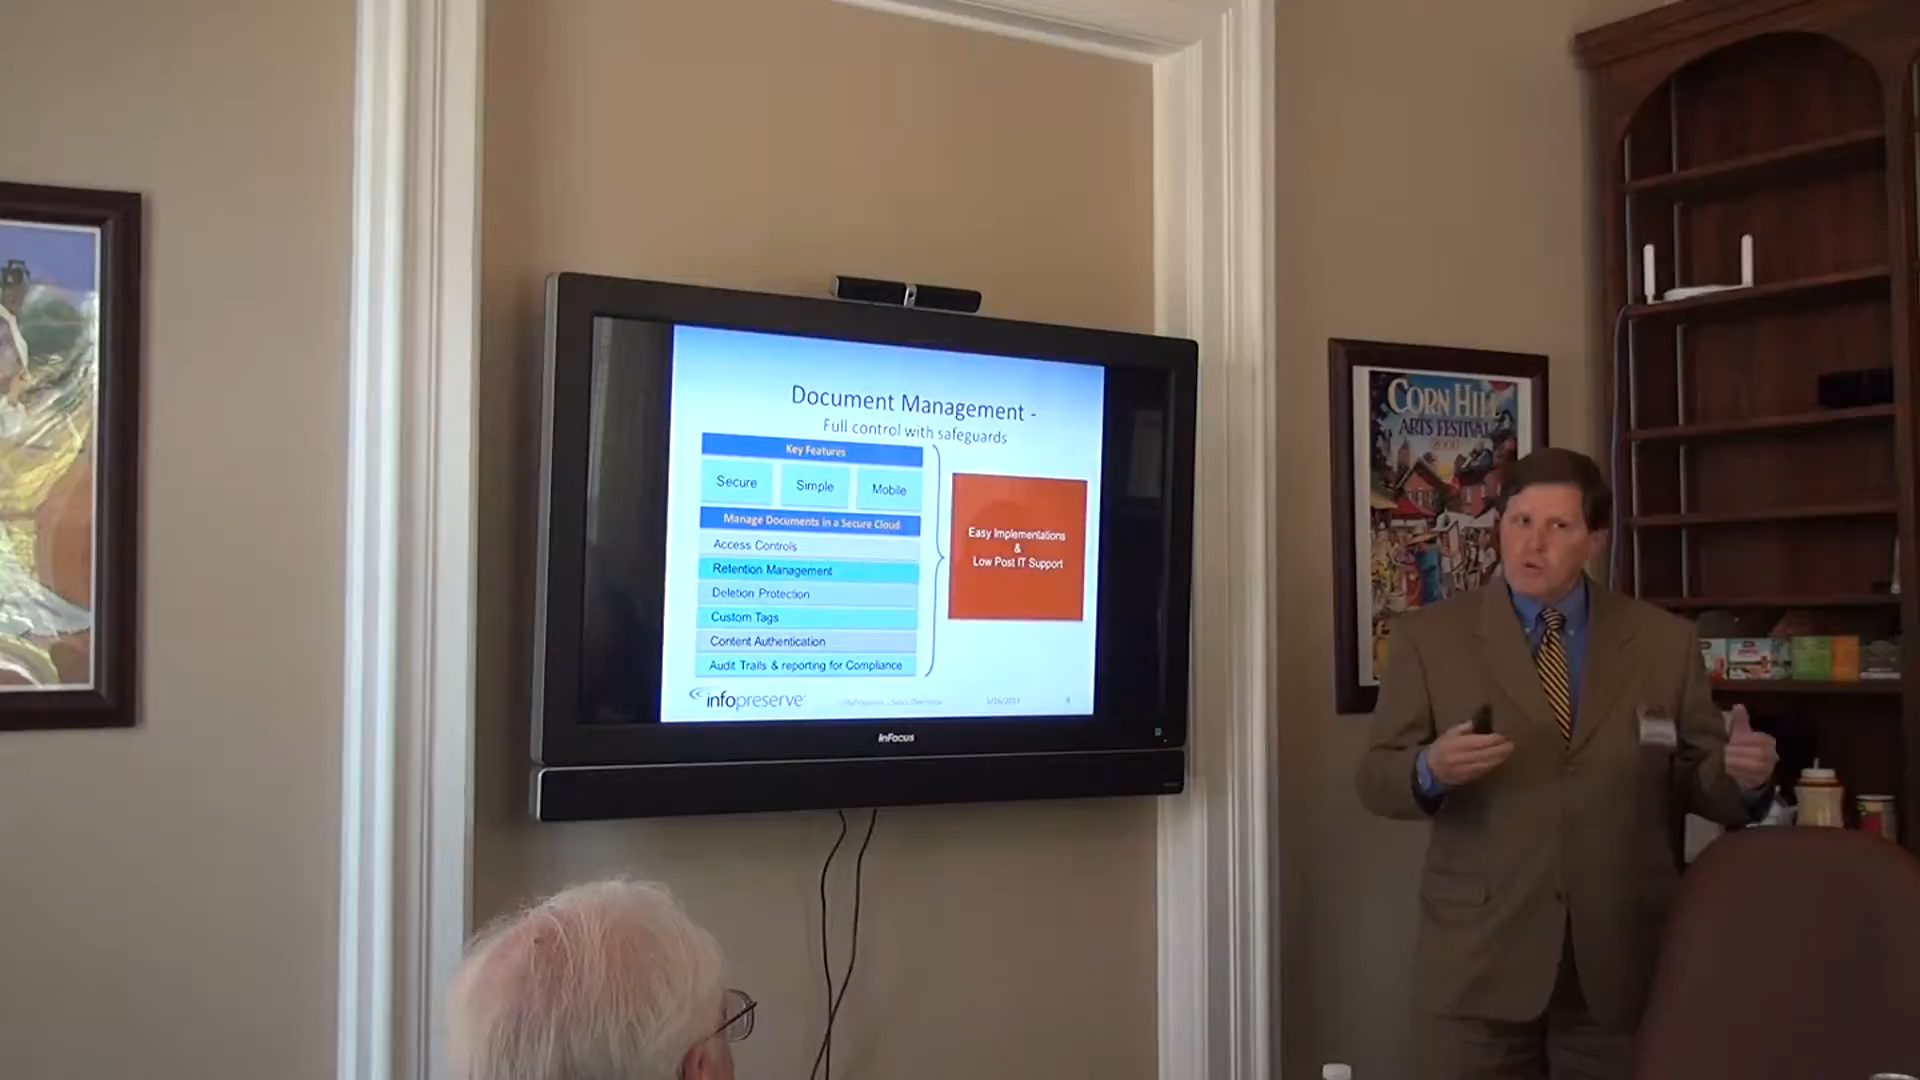 Document Management -
Full control with safeguards
Key Features
Secure
Simple
Mobile
Manage Documents in a Secure Cloud
Access Controls
Retention Management
Deletion Protection
Custom Tags
Content Authentication
Audit Trails & reporting for Compliance
Easy Implementations
&
Low Post IT Support
infopreserve
InFocus
CORN HILL
ARTS FESTIVAL